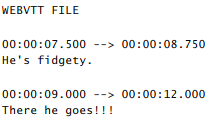 WEBVTT FILE

00:00:07.500 --> 00:00:08.750
He's fidgety.

00:00:09.000 --> 00:00:12.000
There he goes!!!